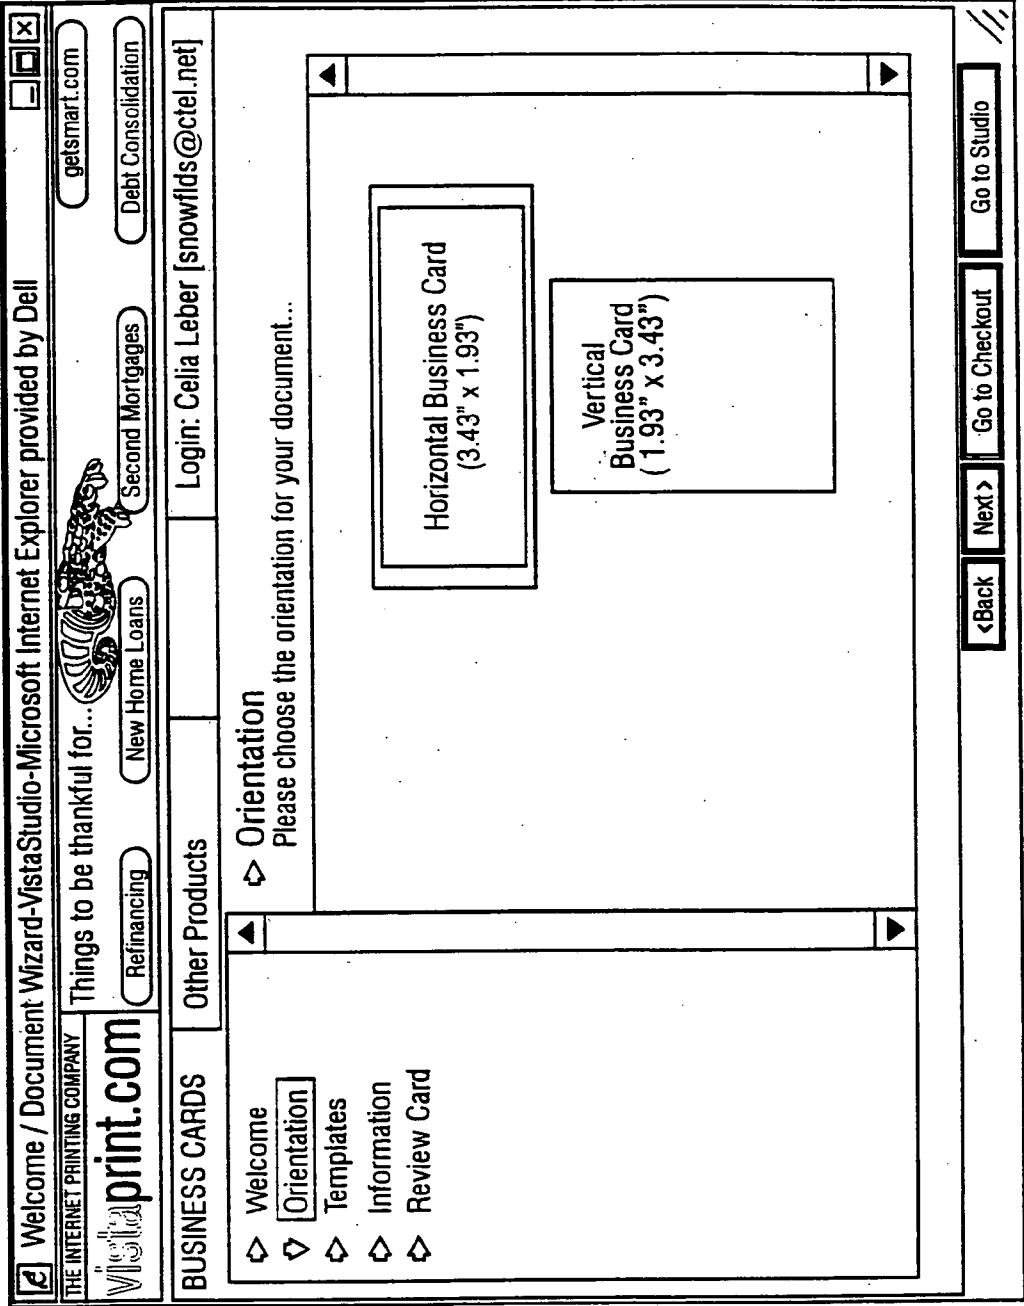 Welcome / Document Wizard-VistaStudio-Microsoft Internet Explorer provided by Dell
THE INTERNET PRINTING COMPANY
vistaprint.com
Things to be thankful for...
getsmart.com
Refinancing
New Home Loans
Second Mortgages
Debt Consolidation
BUSINESS CARDS
Other Products
Login: Celia Leber [snowflds@ctel.net]
Welcome
Orientation
Templates
Information
Review Card
Orientation
Please choose the orientation for your document...
Horizontal Business Card
(3.43" x 1.93")
Vertical
Business Card
( 1.93" x 3.43")
<Back
Next>
Go to Checkout
Go to Studio